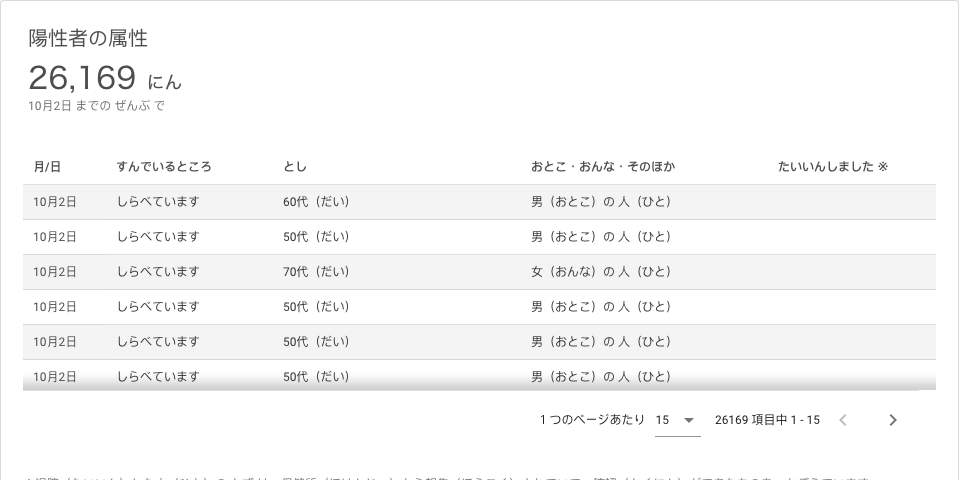 陽性者の属性
26,169 にん
10月2日 までの ぜんぶ で
月/日 すんでいるところ とし おとこ・おんな・そのほか たいいんしました ※
10月2日 しらべています 60代（だい） 男（おとこ）の 人（ひと）
10月2日 しらべています 50代（だい） 男（おとこ）の 人（ひと）
10月2日 しらべています 70代（だい） 女（おんな）の 人（ひと）
10月2日 しらべています 50代（だい） 男（おとこ）の 人（ひと）
10月2日 しらべています 50代（だい） 男（おとこ）の 人（ひと）
10月2日 しらべています 50代（だい） 男（おとこ）の 人（ひと）
1 つのページあたり 15 26169 項目中 1 - 15